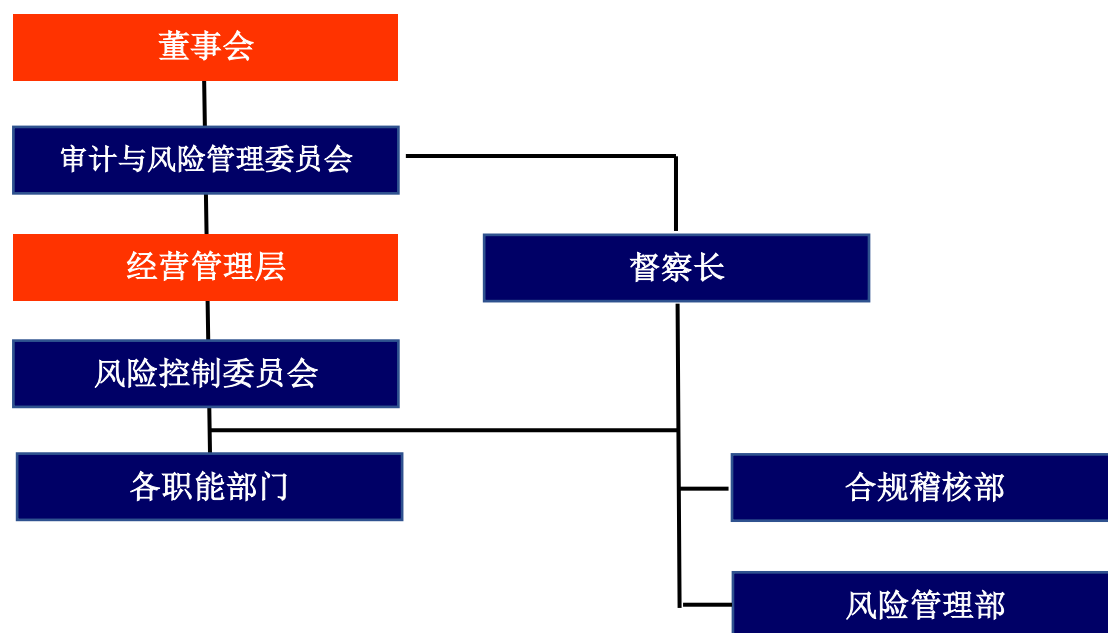 董事会
审计与风险管理委员会
经营管理层
督察长
风险控制委员会
各职能部门
合规稽核部
风险管理部